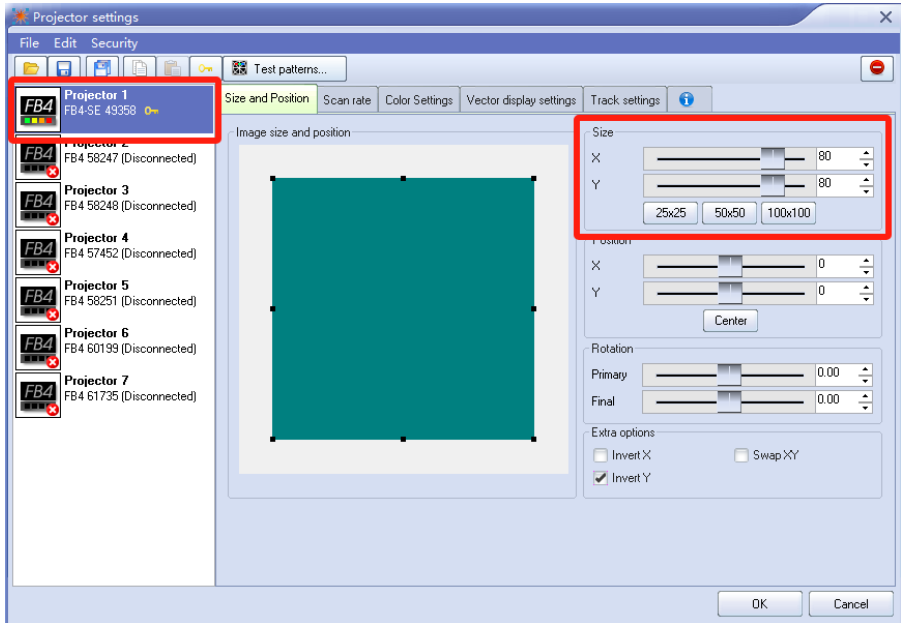 Projector settings
File Edit Security
Test patterns...
FB4 Projector 1
FB4-SE 49358
FB4 Projector 2
FB4 58247 (Disconnected)
FB4 Projector 3
FB4 58248 (Disconnected)
FB4 Projector 4
FB4 57452 (Disconnected)
FB4 Projector 5
FB4 58251 (Disconnected)
FB4 Projector 6
FB4 60199 (Disconnected)
FB4 Projector 7
FB4 61735 (Disconnected)
Size and Position Scan rate Color Settings Vector display settings Track settings
Image size and position
Size
X 80
Y 80
25x25 50x50 100x100
Position
X 0
Y 0
Center
Rotation
Primary 0.00
Final 0.00
Extra options
Invert X Swap XY
Invert Y
OK Cancel